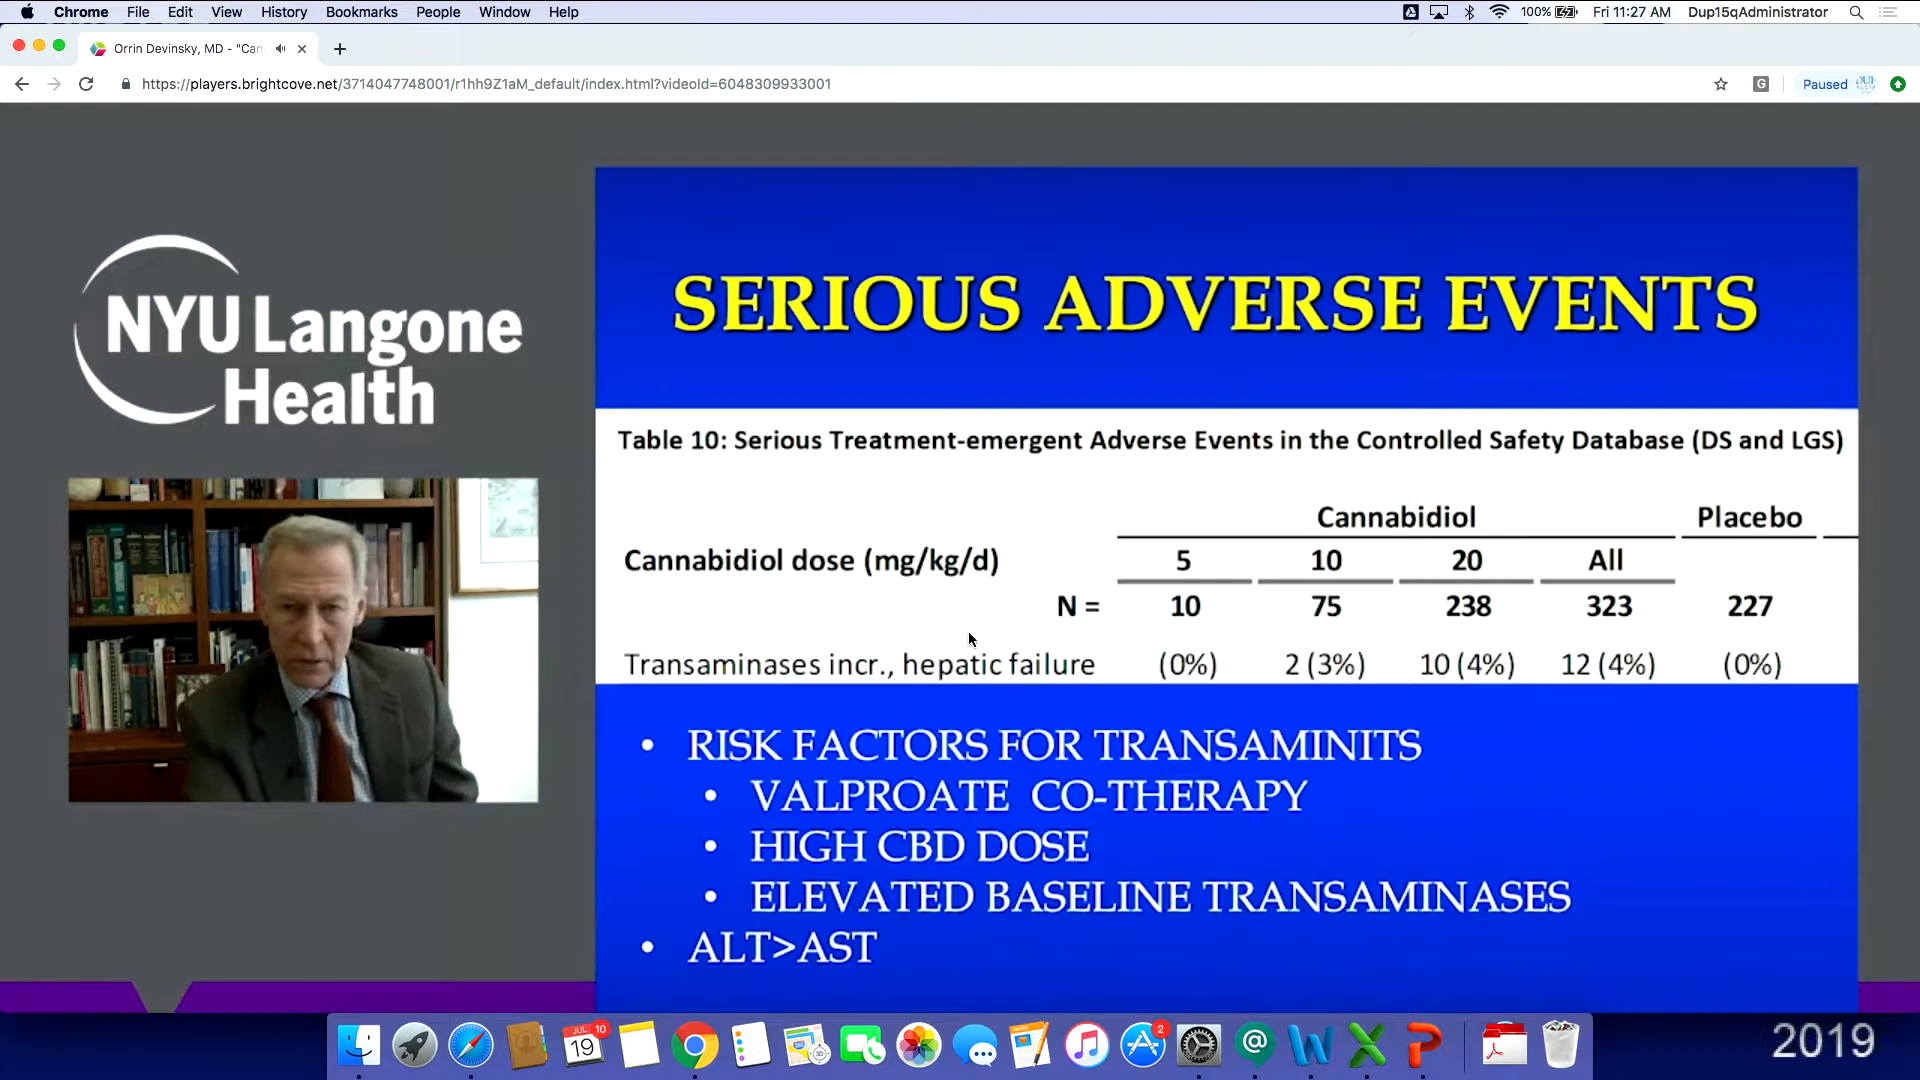 Chrome File Edit View History Bookmarks People Window Help 100% Fri 11:27 AM Dup15qAdministrator
Orrin Devinsky, MD - "Can
https://players.brightcove.net/3714047748001/r1hh9Z1aM_default/index.html?videoId=6048309933001 G Paused
NYU Langone
Health
SERIOUS ADVERSE EVENTS
Table 10: Serious Treatment-emergent Adverse Events in the Controlled Safety Database (DS and LGS)
Cannabidiol Placebo
Cannabidiol dose (mg/kg/d) 5 10 20 All
N = 10 75 238 323 227
Transaminases incr., hepatic failure (0%) 2 (3%) 10 (4%) 12 (4%) (0%)
• RISK FACTORS FOR TRANSAMINITS
• VALPROATE CO-THERAPY
• HIGH CBD DOSE
• ELEVATED BASELINE TRANSAMINASES
• ALT>AST
JUL 10
19
2
2019